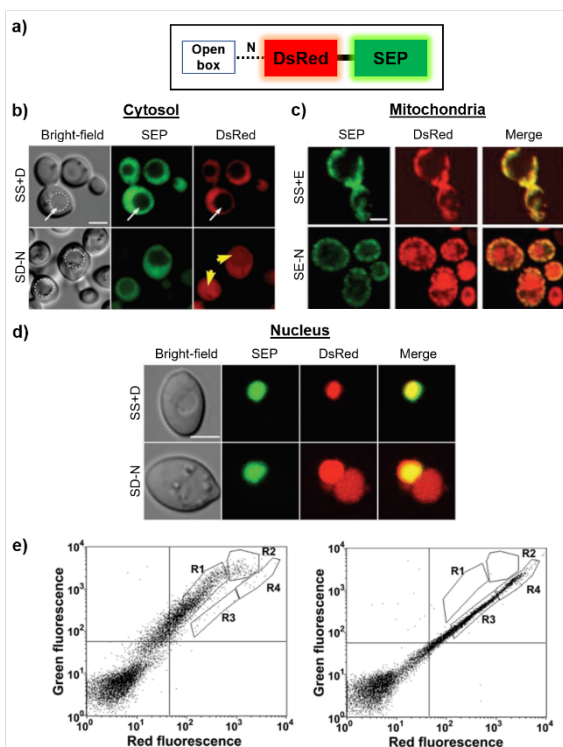 a)
Open box
N
DsRed
SEP
b)
Cytosol
Bright-field SEP DsRed
SS+D
SD-N
c)
Mitochondria
SEP DsRed Merge
SS+E
SE-N
d)
Nucleus
Bright-field SEP DsRed Merge
SS+D
SD-N
e)
Green fluorescence
10⁴
10³
10²
10¹
10⁰
R1
R2
R4
R3
10⁰ 10¹ 10² 10³ 10⁴
Red fluorescence
Green fluorescence
10⁴
10³
10²
10¹
10⁰
R1
R2
R4
R3
10⁰ 10¹ 10² 10³ 10⁴
Red fluorescence